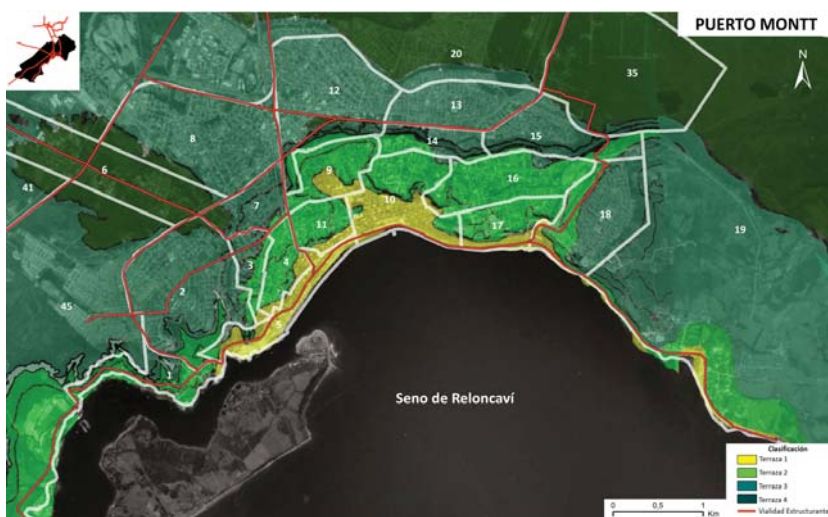 PUERTO MONTT
N
20
35
12
13
15
8
14
9
16
6
41
10
7
18
11
17
19
3
4
2
45
5
1
Seno de Reloncaví
Clasificación
Terraza 1
Terraza 2
Terraza 3
Terraza 4
Vialidad Estructurante
0 0,5 1
Km